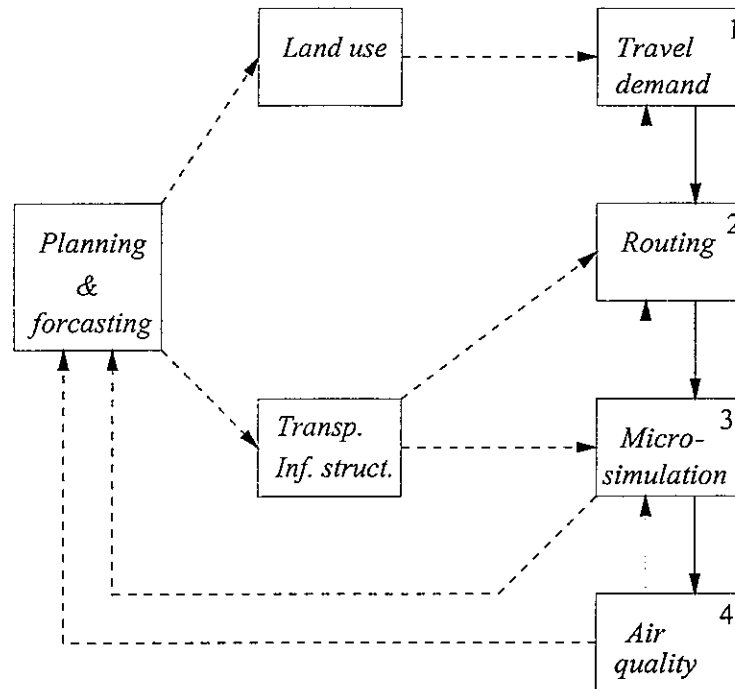 Land use
1
Travel
demand
Planning
&
forcasting
2
Routing
Transp.
Inf. struct.
3
Micro-
simulation
4
Air
quality